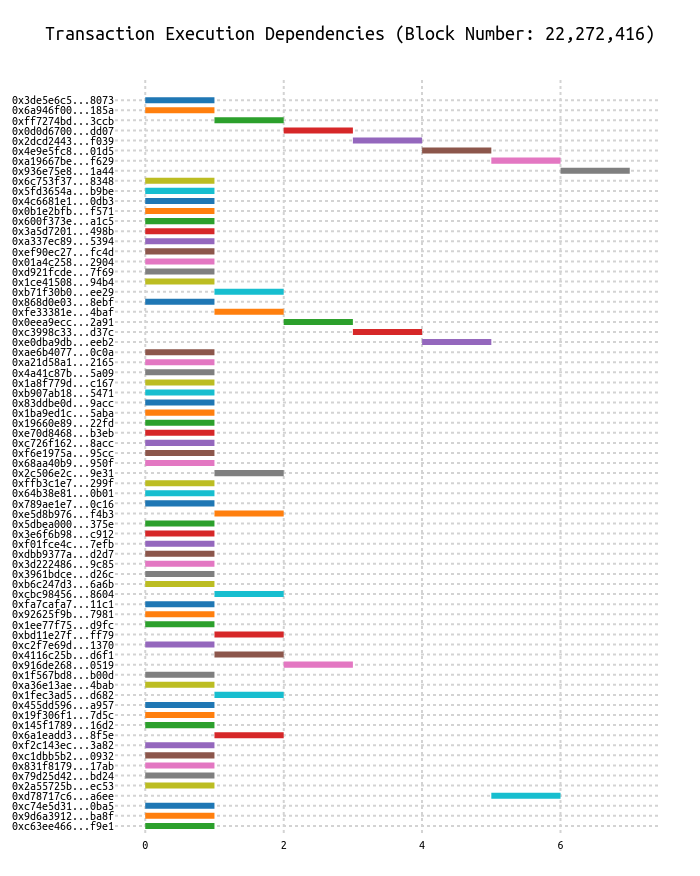 Transaction Execution Dependencies (Block Number: 22,272,416)
0x3de5e6c5...8073
0x6a946f00...185a
0xff7274bd...3ccb
0x0d0d6700...dd07
0x2dcd2443...f039
0x4e9e5fc8...01d5
0xa19667be...f629
0x936e75e8...1a44
0x6c753f37...8348
0x5fd3654a...b9be
0x4c6681e1...0db3
0x0b1e2bfb...f571
0x600f373e...a1c5
0x3a5d7201...498b
0xa337ec89...5394
0xef90ec27...fc4d
0x01a4c258...2904
0xd921fcde...7f69
0x1ce41508...94b4
0xb71f30b0...ee29
0x868d0e03...8ebf
0xfe33381e...4baf
0x0eea9ecc...2a91
0xc3998c33...d37c
0xe0dba9db...eeb2
0xae6b4077...0c0a
0xa21d58a1...2165
0x4a41c87b...5a09
0x1a8f779d...c167
0xb907ab18...5471
0x83ddbe0d...9acc
0x1ba9ed1c...5aba
0x19660e89...22fd
0xe70d8468...b3eb
0xc726f162...8acc
0xf6e1975a...95cc
0x68aa40b9...950f
0x2c506e2c...9e31
0xffb3c1e7...299f
0x64b38e81...0b01
0x789ae1e7...0c16
0xe5d8b976...f4b3
0x5dbea000...375e
0x3e6f6b98...c912
0xf01fce4c...7efb
0xdbb9377a...d2d7
0x3d222486...9c85
0x3961bdce...d26c
0xb6c247d3...6a6b
0xcbc98456...8604
0xfa7cafa7...11c1
0x92625f9b...7981
0x1ee77f75...d9fc
0xbd11e27f...ff79
0xc2f7e69d...1370
0x4116c25b...d6f1
0x916de268...0519
0x1f567bd8...b00d
0xa36e13ae...4bab
0x1fec3ad5...d682
0x455dd596...a957
0x19f306f1...7d5c
0x145f1789...16d2
0x6a1eadd3...8f5e
0xf2c143ec...3a82
0xc1dbb5b2...0932
0x831f8179...17ab
0x79d25d42...bd24
0x2a55725b...ec53
0xd78717c6...a6ee
0xc74e5d31...0ba5
0x9d6a3912...ba8f
0xc63ee466...f9e1
0 2 4 6